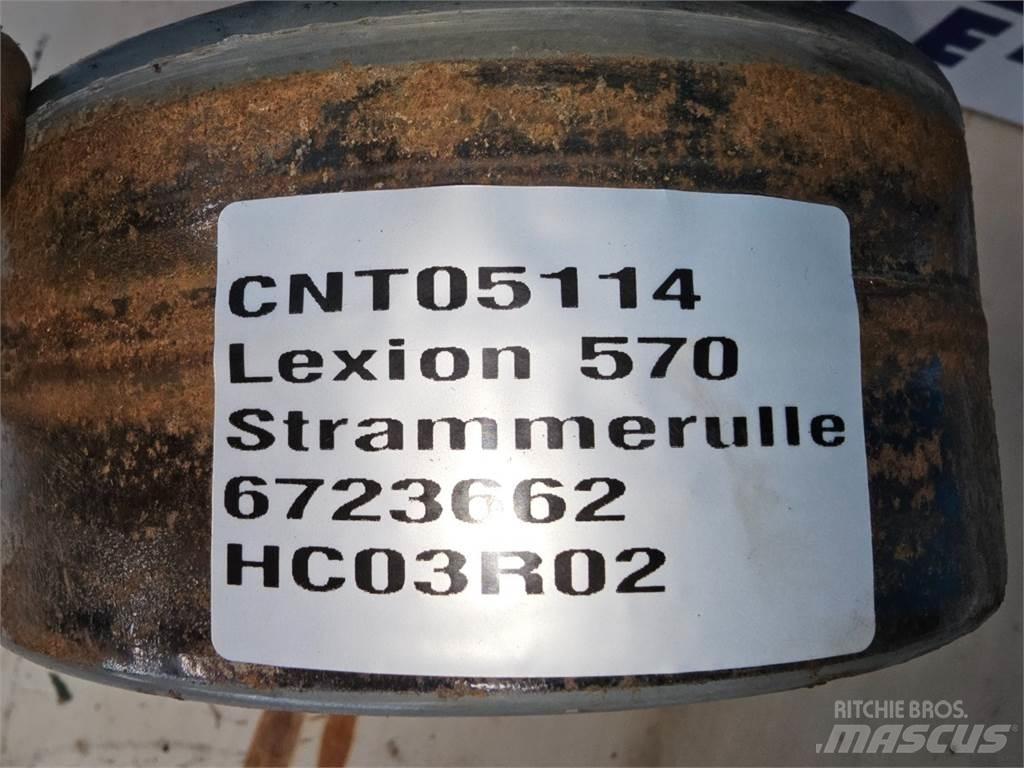 CNT05114
Lexion 570
Strammerulle
6723662
HC03R02
RITCHIE BROS.
MASCUS